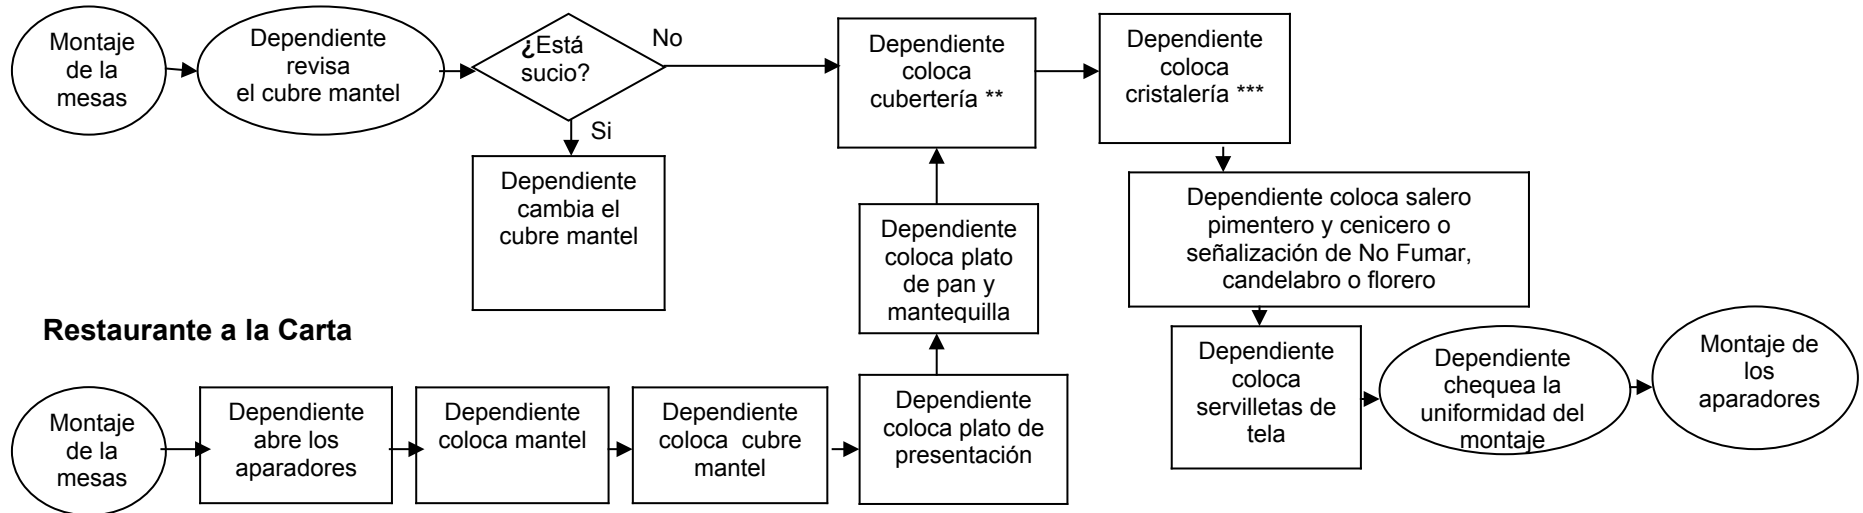 Montaje
de la
mesas
Dependiente
revisa
el cubre mantel
¿Está
sucio?
No
Si
Dependiente
cambia el
cubre mantel
Dependiente
coloca
cubertería **
Dependiente
coloca
cristalería ***
Dependiente coloca salero
pimentero y cenicero o
señalización de No Fumar,
candelabro o florero
Dependiente
coloca plato
de pan y
mantequilla
Restaurante a la Carta
Montaje
de la
mesas
Dependiente
abre los
aparadores
Dependiente
coloca mantel
Dependiente
coloca cubre
mantel
Dependiente
coloca plato de
presentación
Dependiente
coloca
servilletas de
tela
Dependiente
chequea la
uniformidad del
montaje
Montaje de
los
aparadores